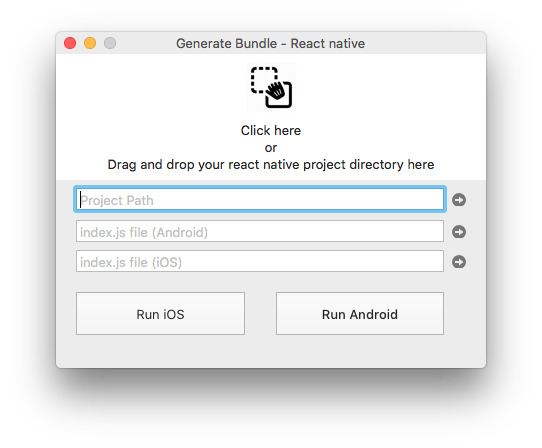 Generate Bundle - React native
Click here
or
Drag and drop your react native project directory here
Project Path
index.js file (Android)
index.js file (iOS)
Run iOS
Run Android